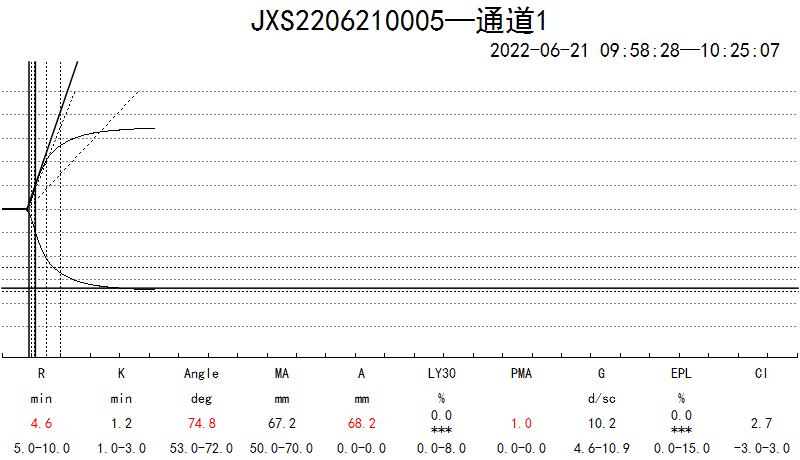 JXS2206210005—通道1
2022-06-21 09:58:28—10:25:07
R K Angle MA A LY30 PMA G EPL CI
min min deg mm mm % d/sc %
4.6 1.2 74.8 67.2 68.2 0.0 *** 1.0 10.2 0.0 *** 2.7
5.0-10.0 1.0-3.0 53.0-72.0 50.0-70.0 0.0-0.0 0.0-8.0 0.0-0.0 4.6-10.9 0.0-15.0 -3.0-3.0